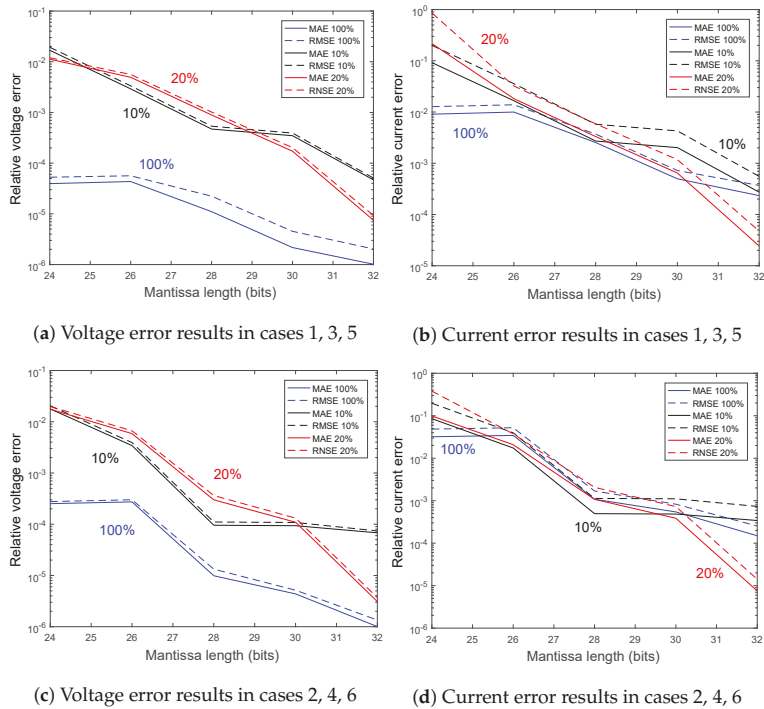 10^-1
10^-2
10^-3
10^-4
10^-5
10^-6
Relative voltage error
24 25 26 27 28 29 30 31 32
Mantissa length (bits)
MAE 100%
RMSE 100%
MAE 10%
RMSE 10%
MAE 20%
RNSE 20%
20%
10%
100%
(a) Voltage error results in cases 1, 3, 5
10^0
10^-1
10^-2
10^-3
10^-4
10^-5
Relative current error
24 25 26 27 28 29 30 31 32
Mantissa length (bits)
MAE 100%
RMSE 100%
MAE 10%
RMSE 10%
MAE 20%
RNSE 20%
20%
10%
100%
(b) Current error results in cases 1, 3, 5
10^-1
10^-2
10^-3
10^-4
10^-5
10^-6
Relative voltage error
24 25 26 27 28 29 30 31 32
Mantissa length (bits)
MAE 100%
RMSE 100%
MAE 10%
RMSE 10%
MAE 20%
RNSE 20%
10%
20%
100%
(c) Voltage error results in cases 2, 4, 6
10^0
10^-1
10^-2
10^-3
10^-4
10^-5
10^-6
Relative current error
24 25 26 27 28 29 30 31 32
Mantissa length (bits)
MAE 100%
RMSE 100%
MAE 10%
RMSE 10%
MAE 20%
RNSE 20%
100%
10%
20%
(d) Current error results in cases 2, 4, 6